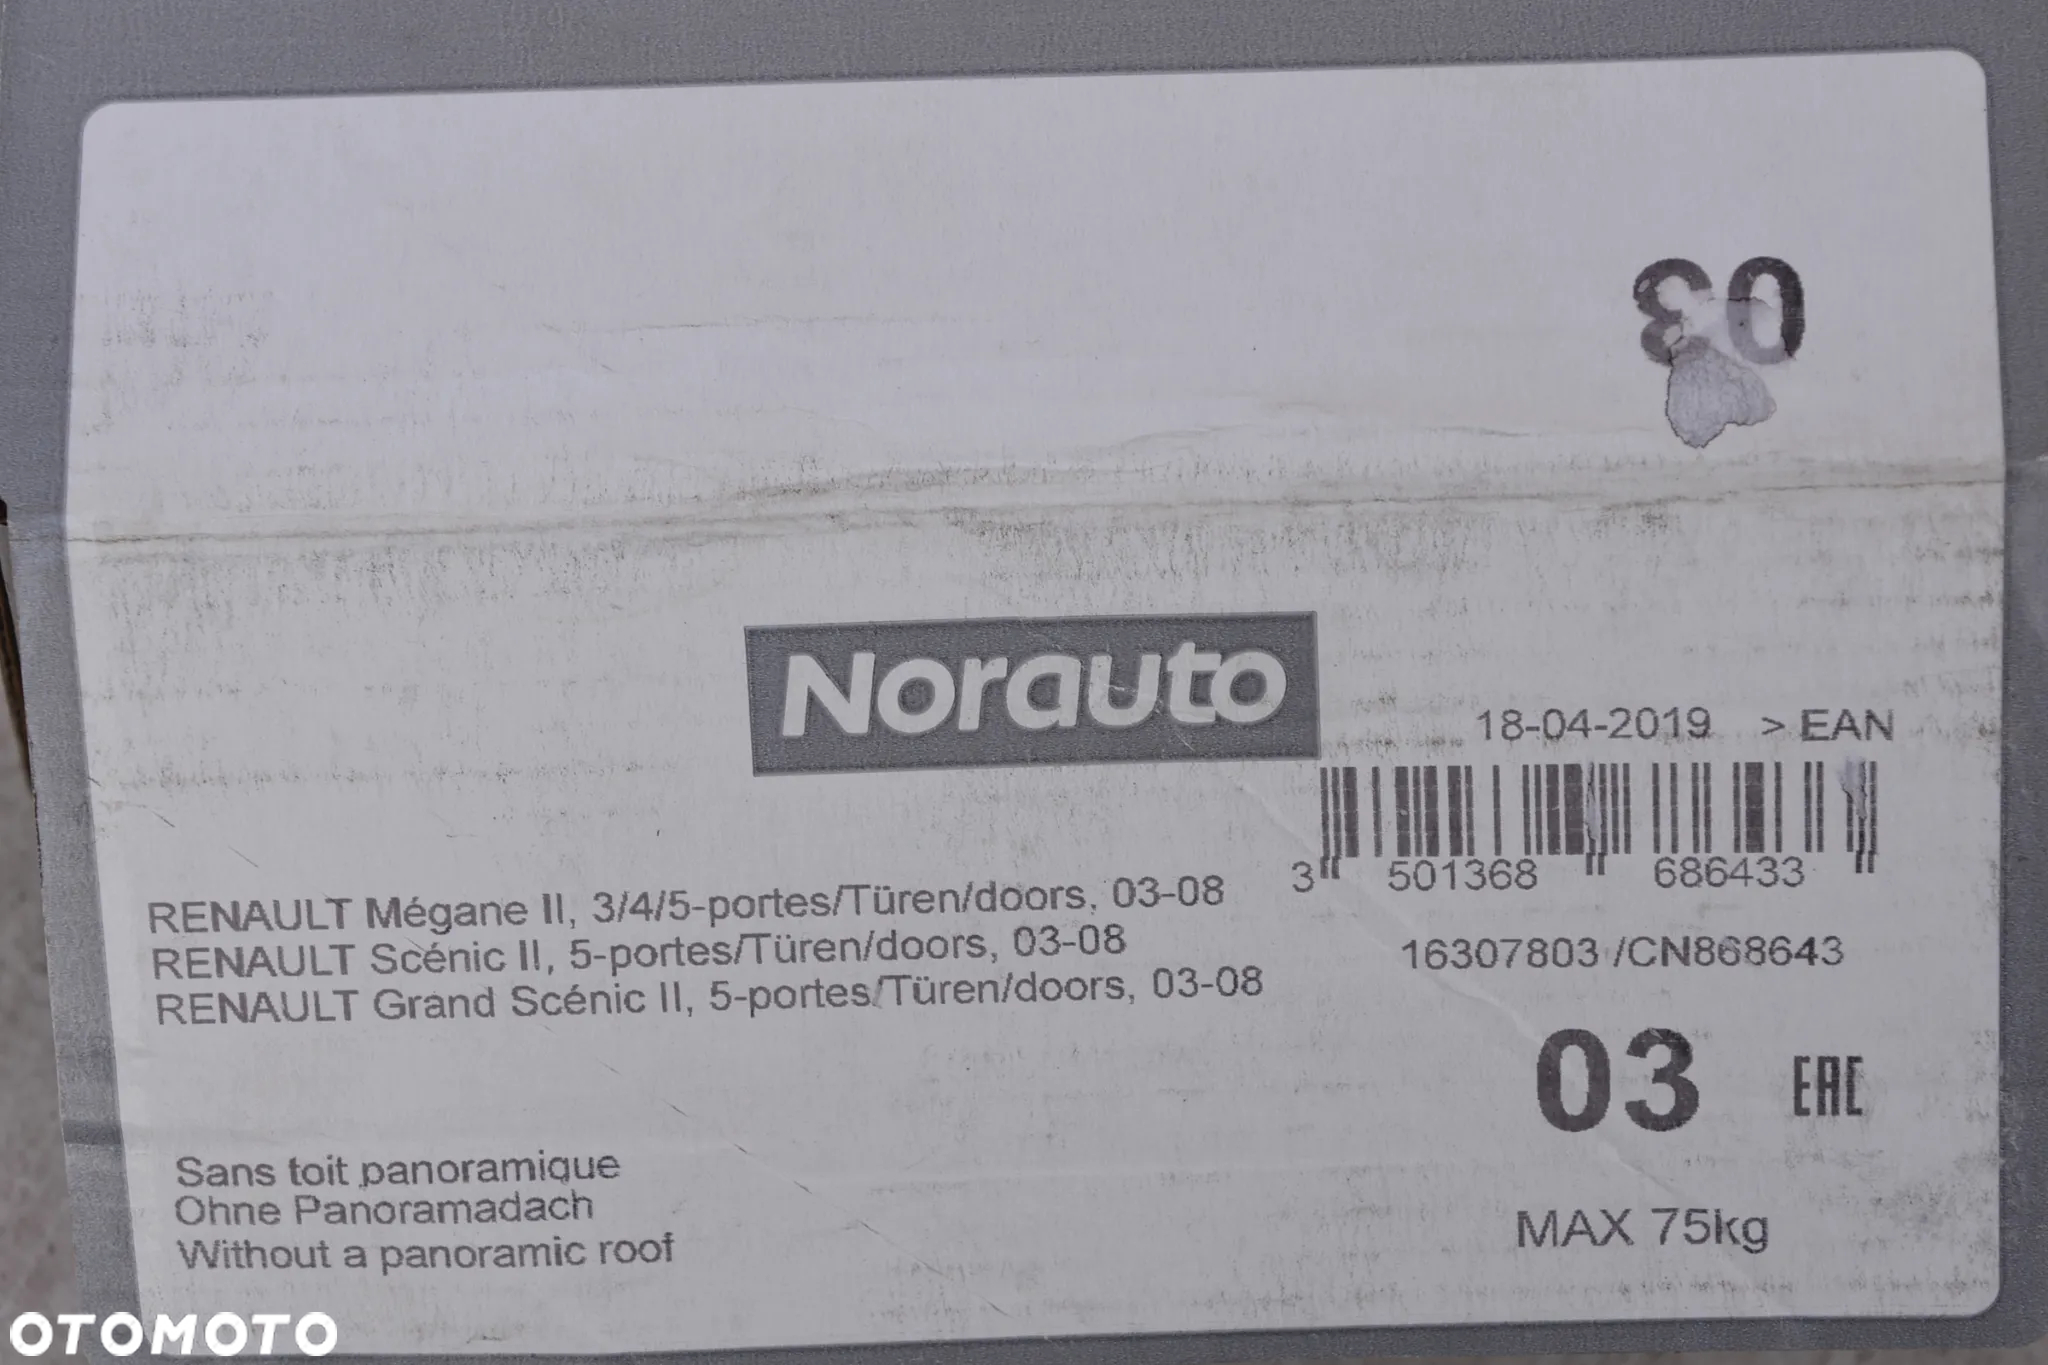 03
Norauto
18-04-2019 > EAN
3 501368 686433
RENAULT Mégane II, 3/4/5-portes/Türen/doors, 03-08
RENAULT Scénic II, 5-portes/Türen/doors, 03-08
RENAULT Grand Scénic II, 5-portes/Türen/doors, 03-08
16307803 /CN868643
03 EAC
Sans toit panoramique
Ohne Panoramadach
Without a panoramic roof
MAX 75kg
OTOMOTO